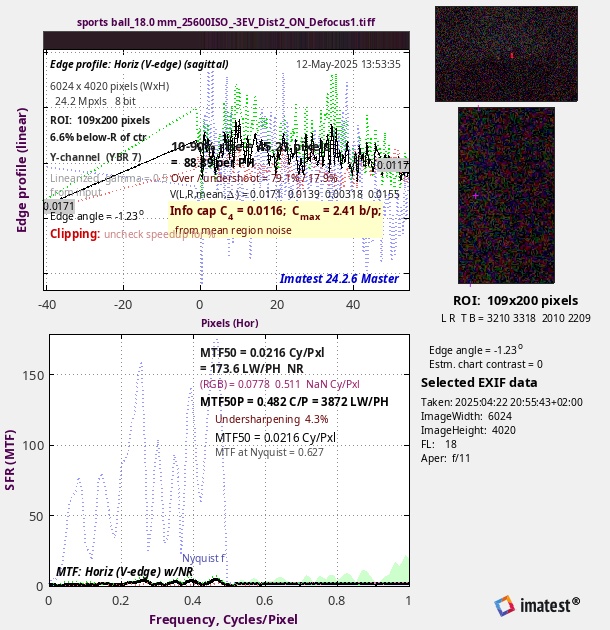 sports ball_18.0 mm_25600ISO_-3EV_Dist2_ON_Defocus1.tiff
Edge profile: Horiz (V-edge) (sagittal)
12-May-2025 13:53:35
6024 x 4020 pixels (WxH)
24.2 Mpxls 8 bit
ROI: 109x200 pixels
6.6% below-R of ctr
Y-channel (YBR 7)
Over / undershoot = 79.1% / 17.9%
V(L,R,mean,△) = 0.0171 0.0139 0.00318 0.0155
0.0117
0.0171
Edge angle = -1.23°
Info cap C4 = 0.0116; Cmax = 2.41 b/p;
from mean region noise
Clipping: uncheck speedup for %
Imatest 24.2.6 Master
Edge profile (linear)
-40 -20 0 20 40
Pixels (Hor)
ROI: 109x200 pixels
L R T B = 3210 3318 2010 2209
Edge angle = -1.23°
Estm. chart contrast = 0
Selected EXIF data
Taken: 2025:04:22 20:55:43+02:00
ImageWidth: 6024
ImageHeight: 4020
FL: 18
Aper: f/11
MTF50 = 0.0216 Cy/Pxl
= 173.6 LW/PH NR
(RGB) = 0.0778 0.511 NaN Cy/Pxl
MTF50P = 0.482 C/P = 3872 LW/PH
Undersharpening 4.3%
MTF50 = 0.0216 Cy/Pxl
MTF at Nyquist = 0.627
Nyquist f
MTF: Horiz (V-edge) w/NR
SFR (MTF)
150
100
50
0
0 0.2 0.4 0.6 0.8 1
Frequency, Cycles/Pixel
imatest®